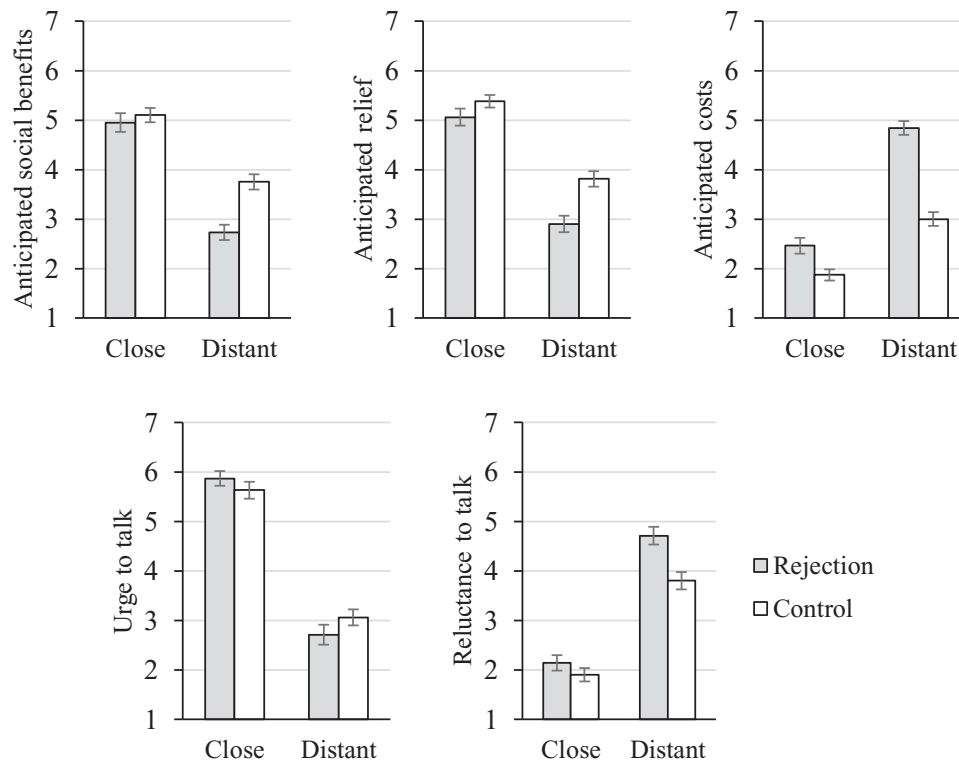 Anticipated social benefits
7
6
5
4
3
2
1
Close Distant
Anticipated relief
7
6
5
4
3
2
1
Close Distant
Anticipated costs
7
6
5
4
3
2
1
Close Distant
Urge to talk
7
6
5
4
3
2
1
Close Distant
Reluctance to talk
7
6
5
4
3
2
1
Close Distant
Rejection
Control